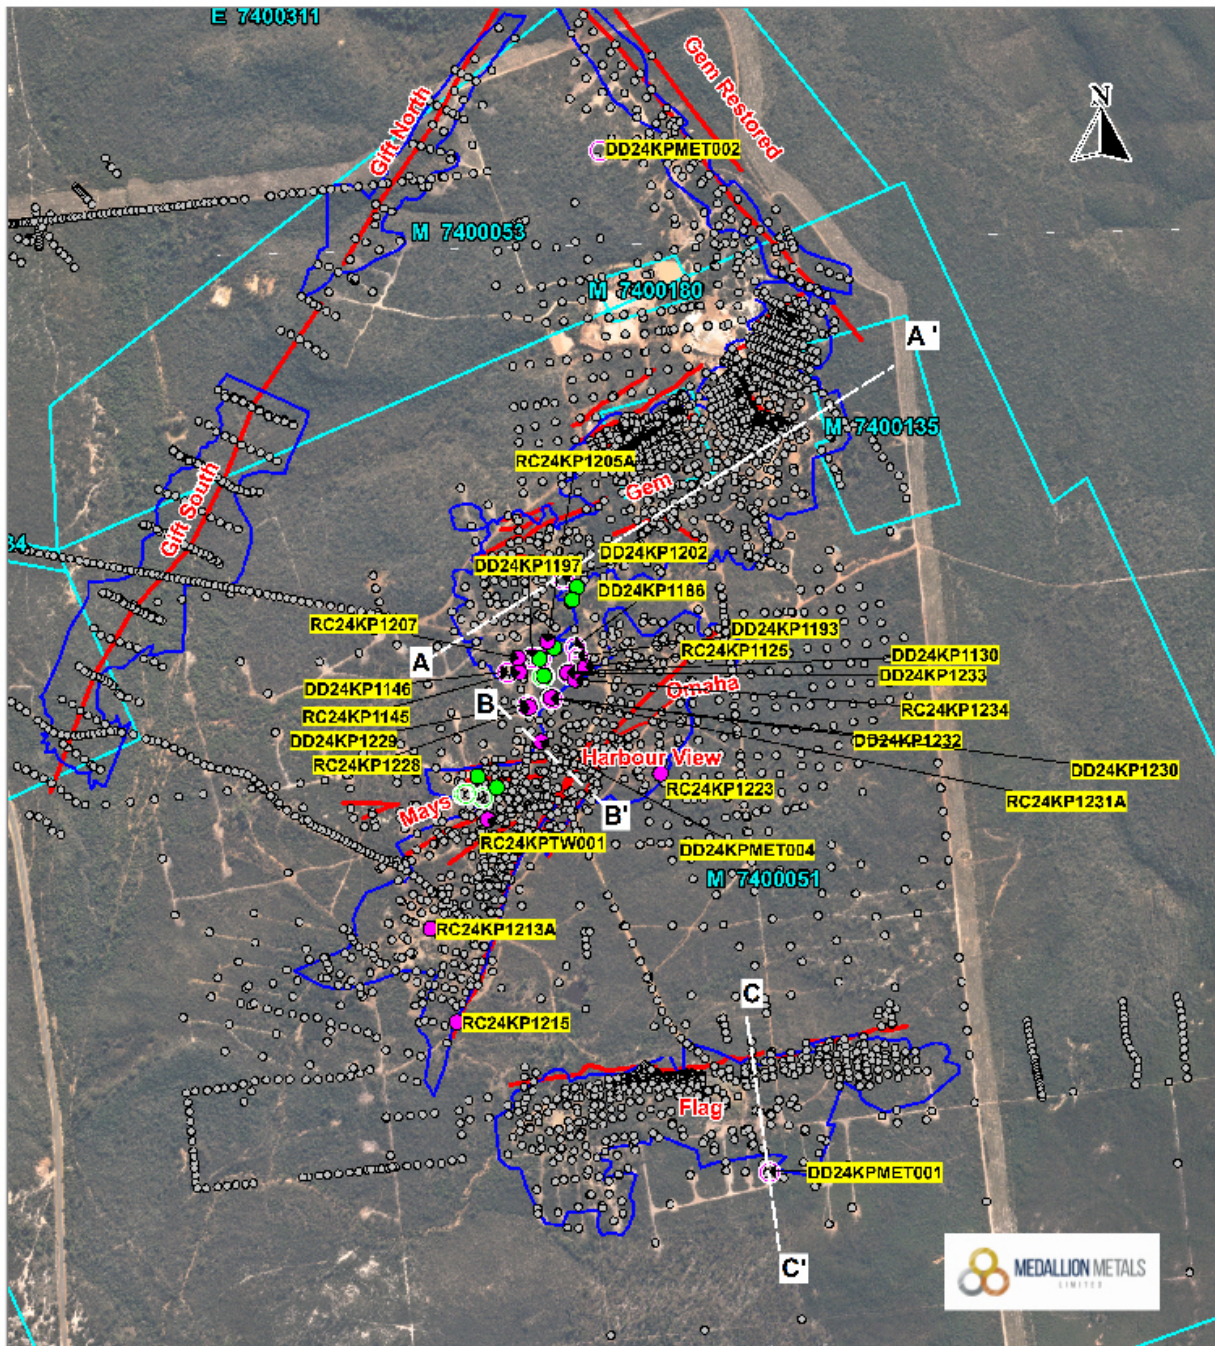 E 7400311
Gem Restored
N
Gift North
DD24KPMET002
M 7400053
M 7400180
A'
M 7400135
RC24KP1205A
Gem
Gift South
34
DD24KP1202
DD24KP1197
DD24KP1186
RC24KP1207
DD24KP1193
RC24KP1125
DD24KP1130
A
DD24KP1233
DD24KP1146
Omaha
B
RC24KP1234
RC24KP1145
DD24KP1229
DD24KP1232
RC24KP1228
Harbour View
DD24KP1230
RC24KP1223
RC24KP1231A
Mays
B'
RC24KPTW001
DD24KPMET004
M 7400051
RC24KP1213A
C
RC24KP1215
Flag
DD24KPMET001
C'
MEDALLION METALS
LIMITED